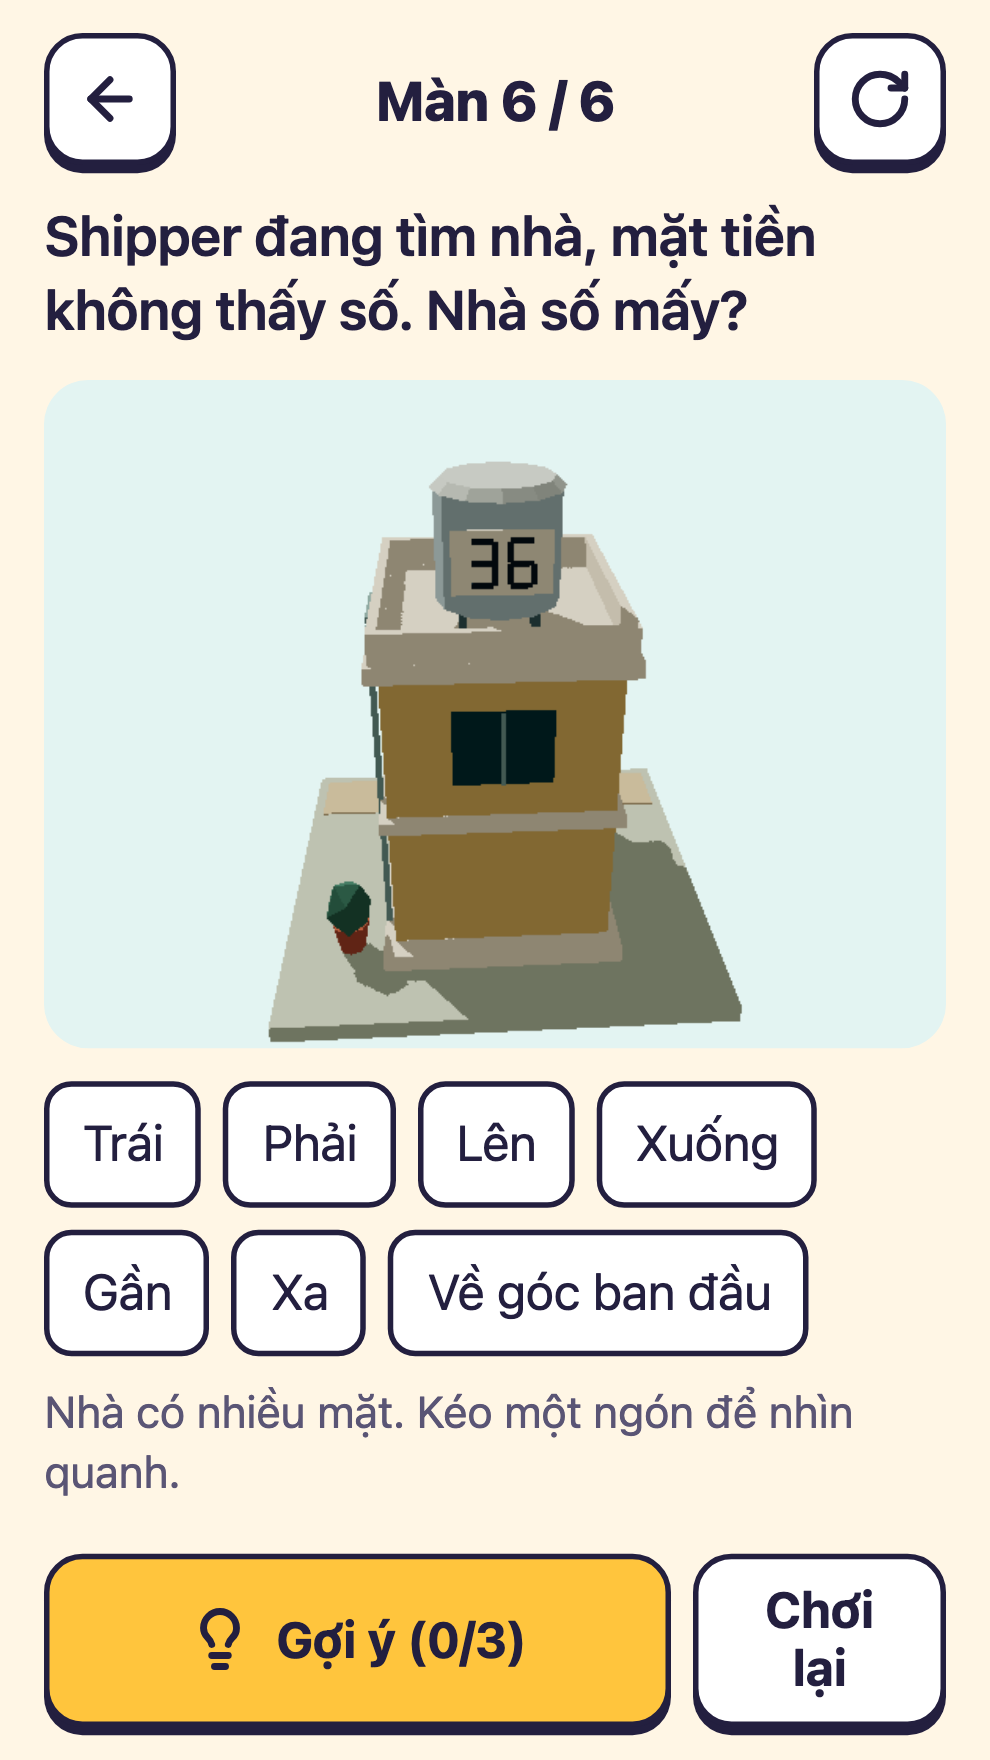 Màn 6 / 6
Shipper đang tìm nhà, mặt tiền
không thấy số. Nhà số mấy?
36
Trái
Phải
Lên
Xuống
Gần
Xa
Về góc ban đầu
Nhà có nhiều mặt. Kéo một ngón để nhìn
quanh.
Gợi ý (0/3)
Chơi
lại